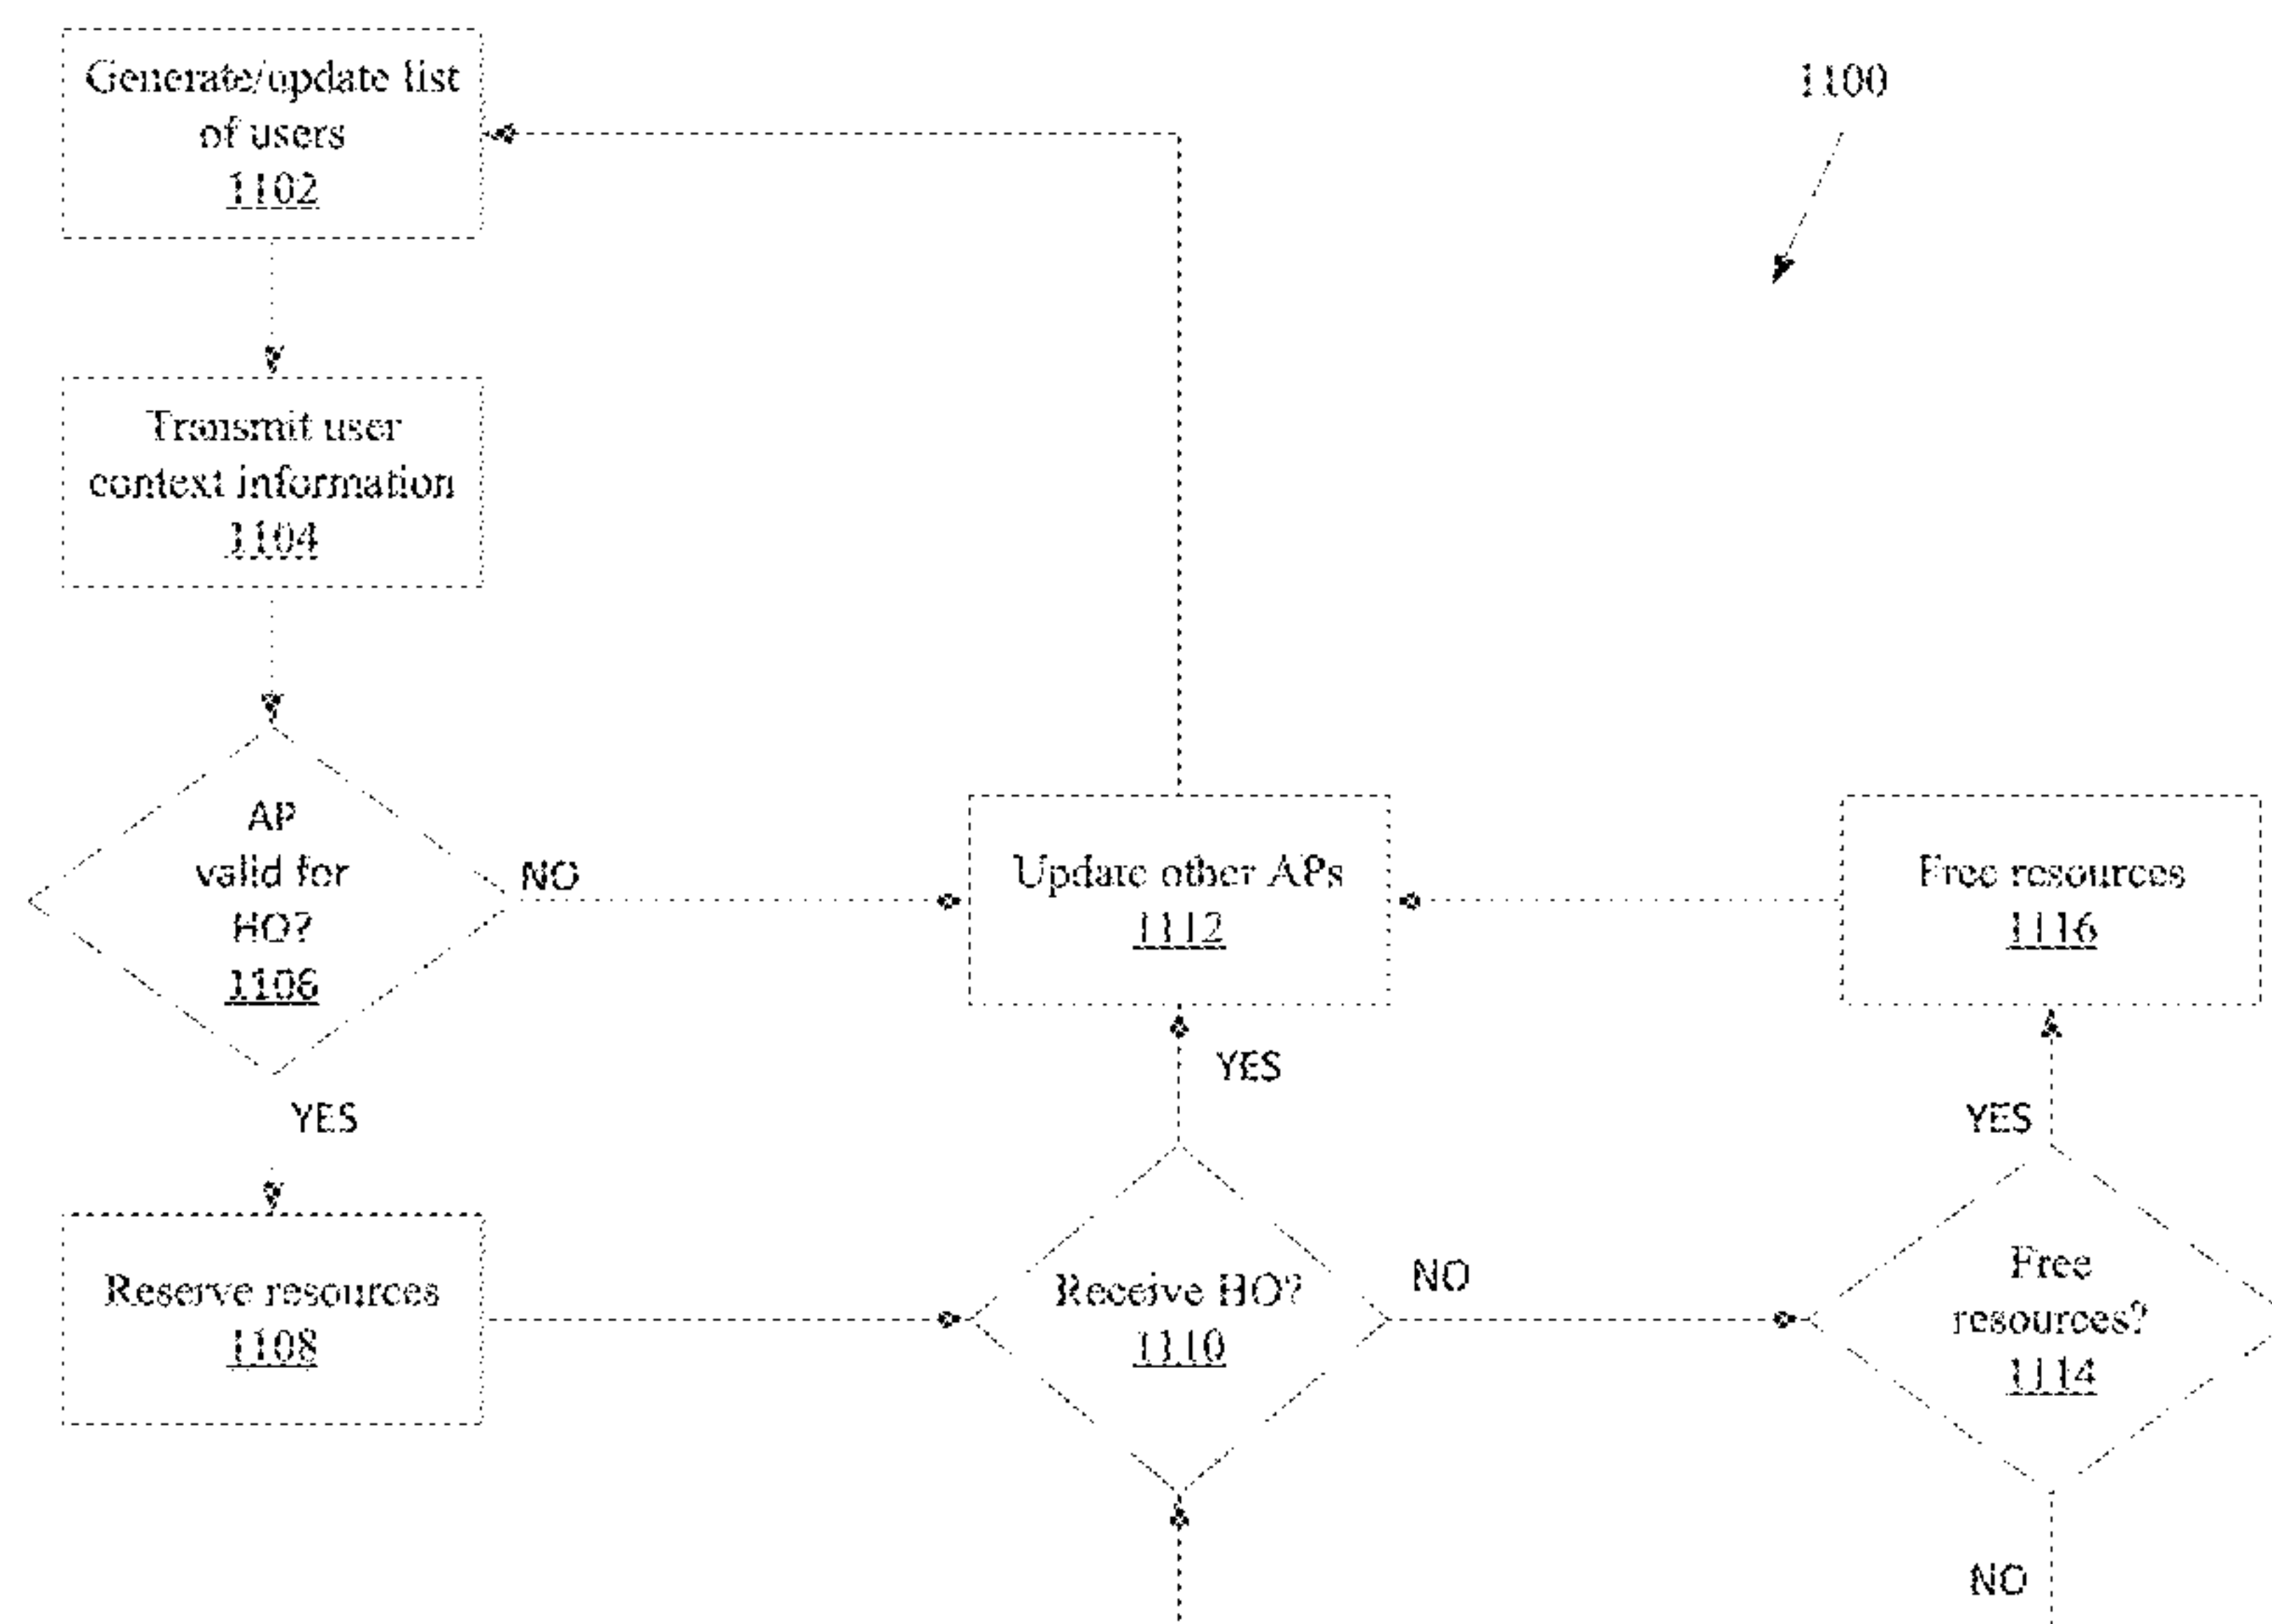 Generate/update list
of users
1102
1100
Transmit user
context information
1104
AP
valid for
HO?
1106
NO
Update other APs
1112
Free resources
1116
YES
YES
YES
Reserve resources
1108
Receive HO?
1110
NO
Free
resources?
1114
NO